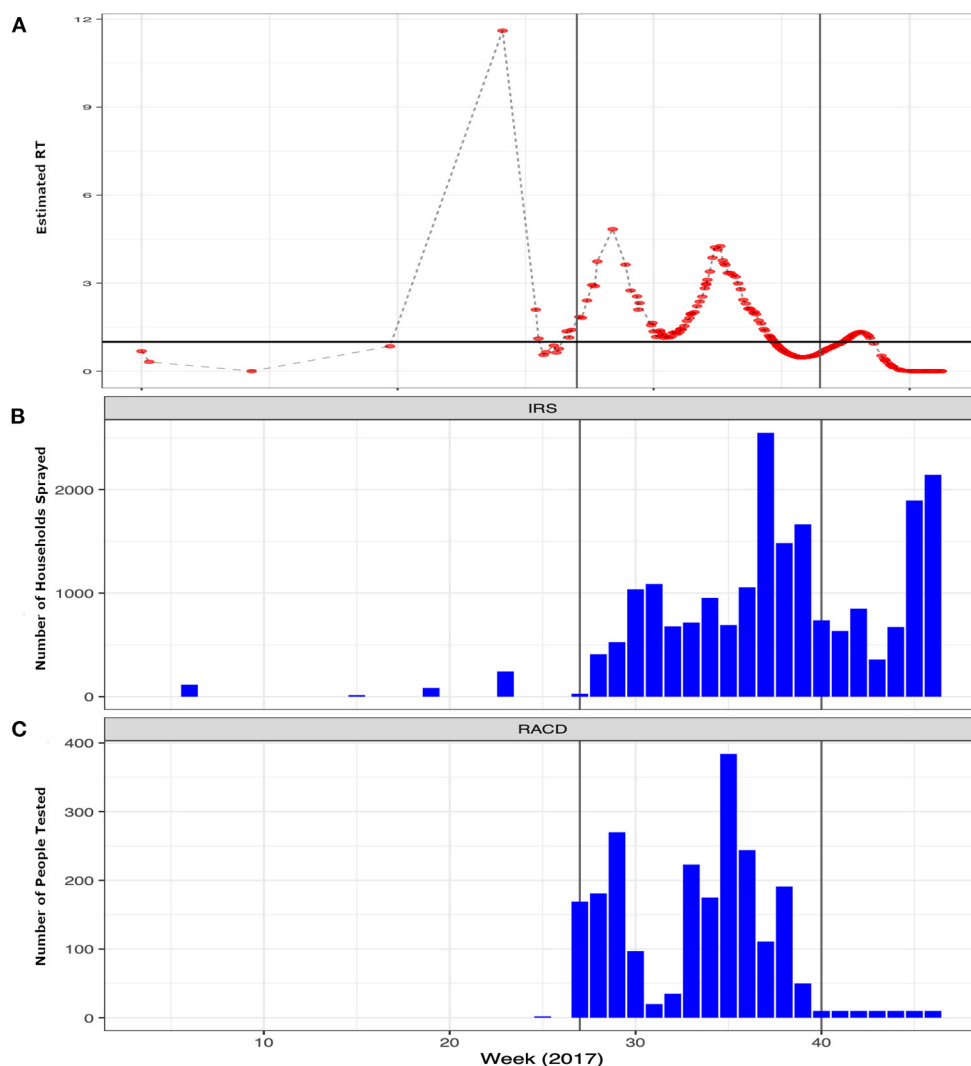 A
Estimated RT
12
9
6
3
0
B
IRS
Number of Households Sprayed
2000
1000
0
C
RACD
Number of People Tested
400
300
200
100
0
10 20 30 40
Week (2017)